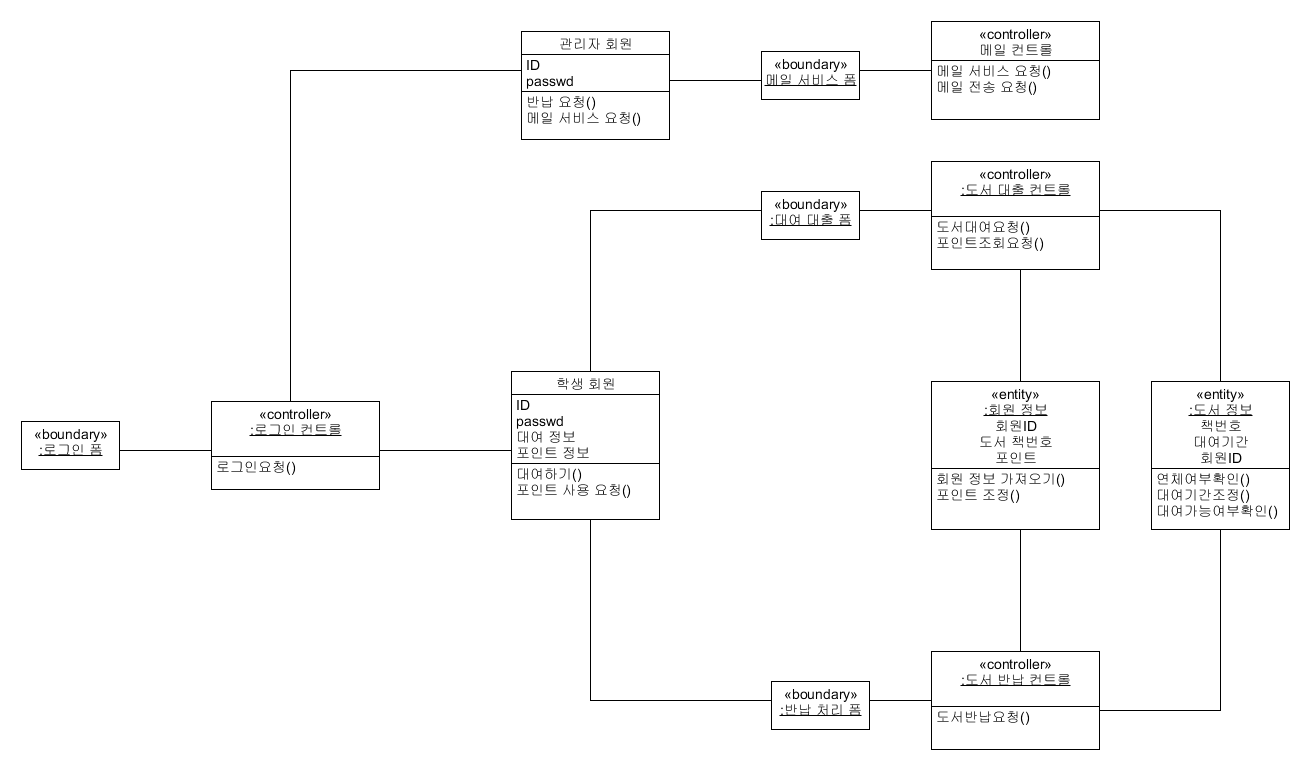 관리자 회원
ID
passwd
반납 요청()
메일 서비스 요청()
«boundary»
메일 서비스 폼
«controller»
메일 컨트롤
메일 서비스 요청()
메일 전송 요청()
«boundary»
:대여 대출 폼
«controller»
:도서 대출 컨트롤
도서대여요청()
포인트조회요청()
«boundary»
:로그인 폼
«controller»
:로그인 컨트롤
로그인요청()
학생 회원
ID
passwd
대여 정보
포인트 정보
대여하기()
포인트 사용 요청()
«entity»
:회원 정보
회원ID
도서 책번호
포인트
회원 정보 가져오기()
포인트 조정()
«entity»
:도서 정보
책번호
대여기간
회원ID
연체여부확인()
대여기간조정()
대여가능여부확인()
«boundary»
:반납 처리 폼
«controller»
:도서 반납 컨트롤
도서반납요청()